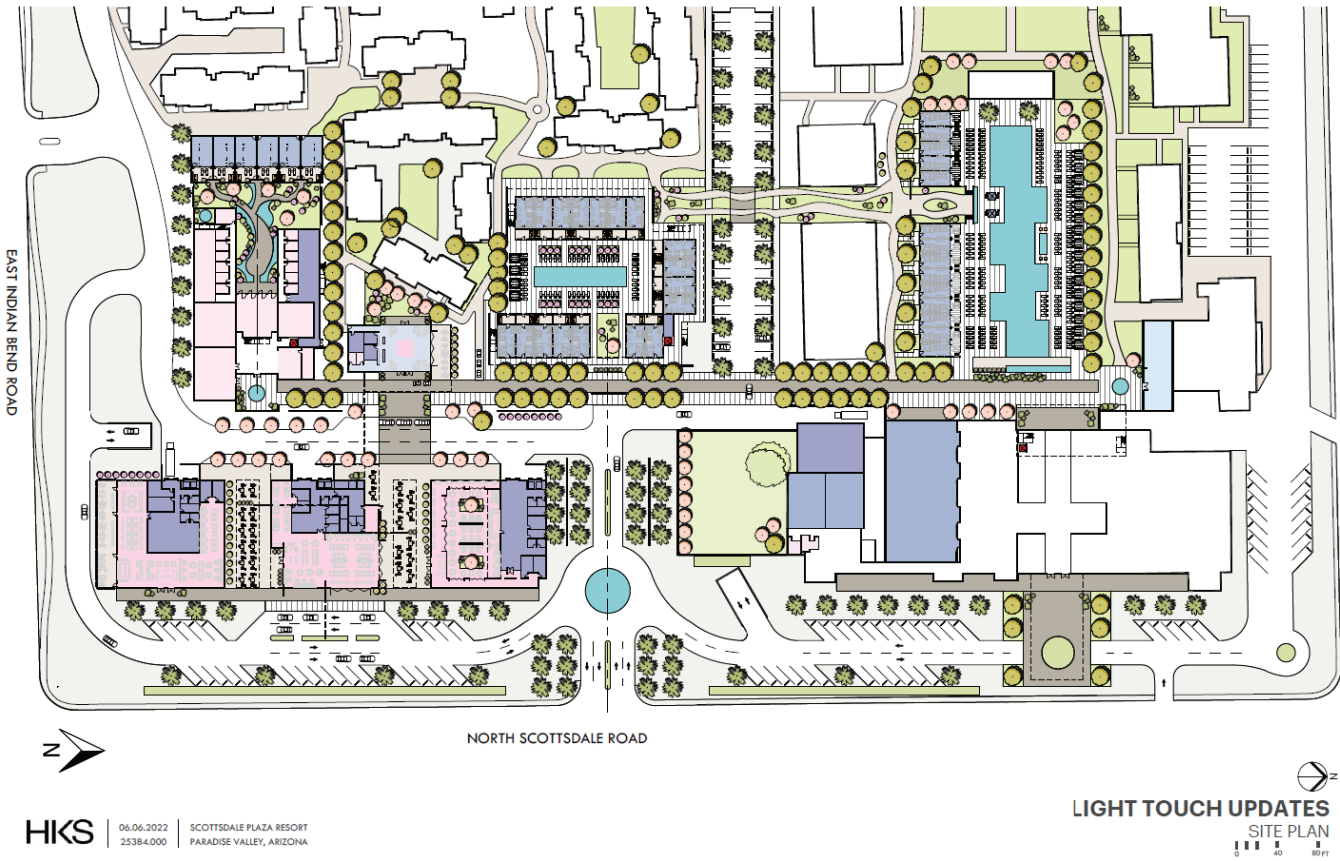 EAST INDIAN BEND ROAD
NORTH SCOTTSDALE ROAD
N
N
HKS
06.06.2022
25384.000
SCOTTSDALE PLAZA RESORT
PARADISE VALLEY, ARIZONA
LIGHT TOUCH UPDATES
SITE PLAN
0 40 80 FT